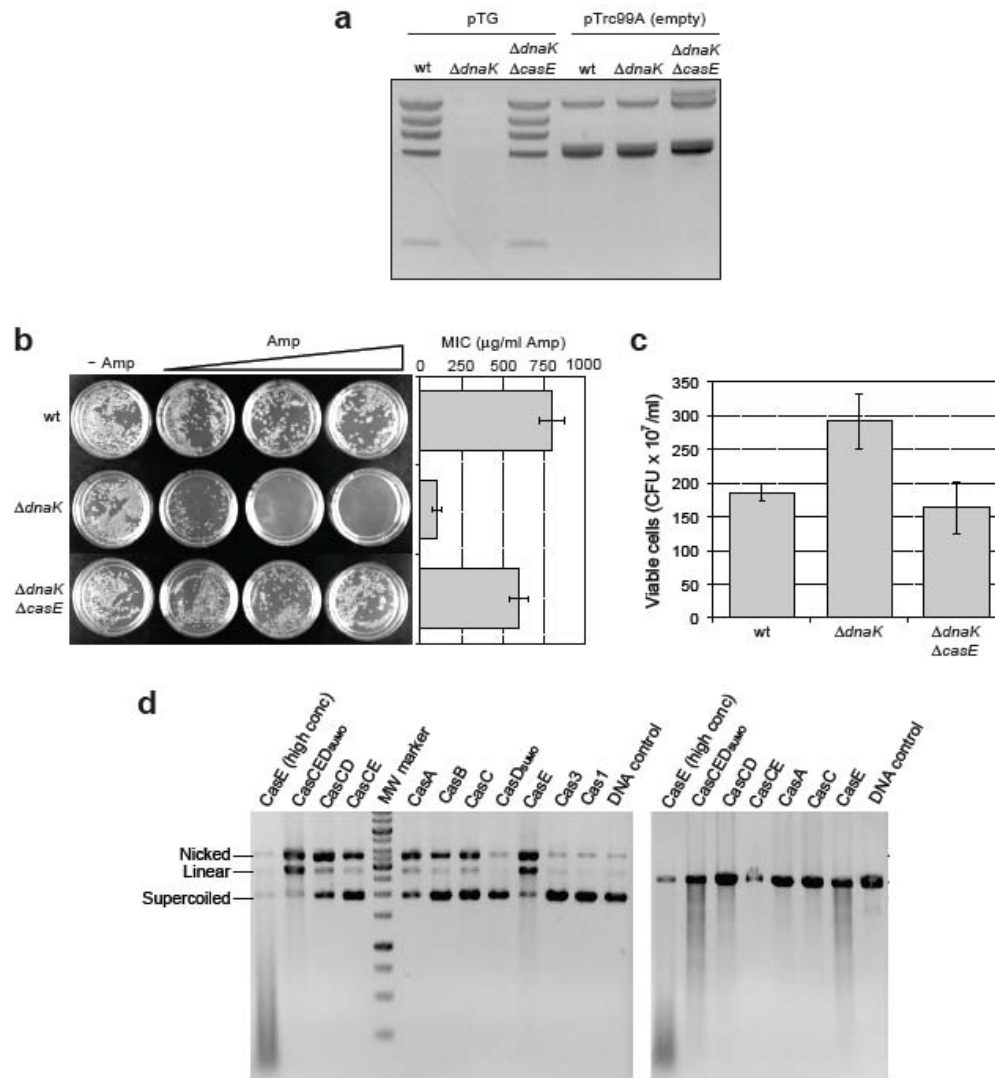 a
pTG pTrc99A (empty)
wt ΔdnaK ΔdnaK ΔcasE wt ΔdnaK ΔdnaK ΔcasE
b
– Amp Amp MIC (μg/ml Amp)
0 250 500 750 1000
wt
ΔdnaK
ΔdnaK
ΔcasE
c
Viable cells (CFU x 10⁷/ml)
350
300
250
200
150
100
50
0
wt ΔdnaK ΔdnaK
ΔcasE
d
CasE (high conc) CasCED_SUMO CasCD CasCE MW marker CasA CasB CasC CasD_SUMO CasE Cas3 Cas1 DNA control
CasE (high conc) CasCED_SUMO CasCD CasCE CasA CasC CasE DNA control
Nicked
Linear
Supercoiled